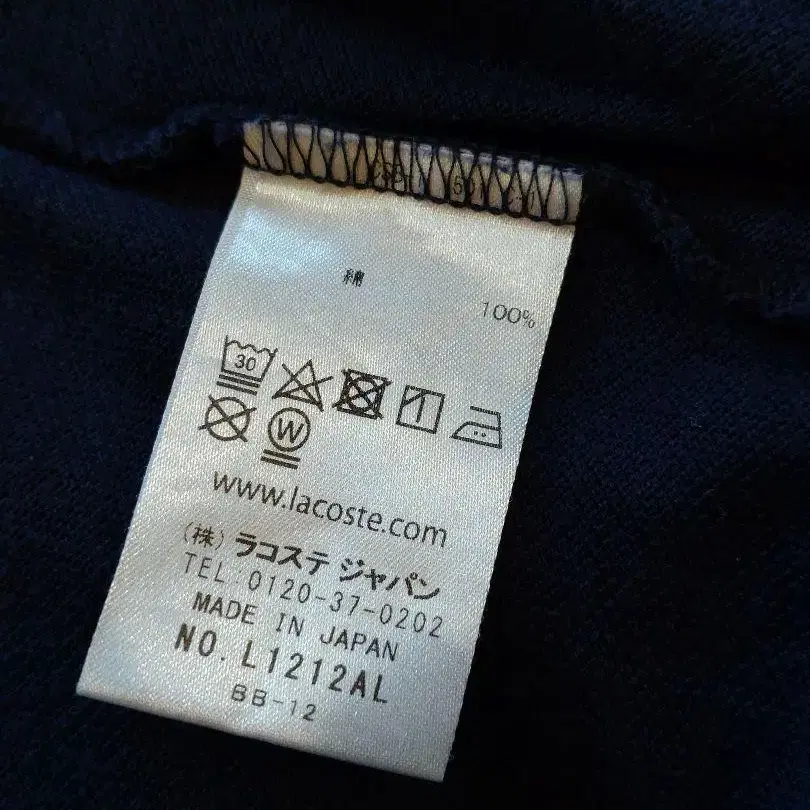 綿
100%
30
W
www.lacoste.com
(株) ラコステ ジャパン
TEL:0120-37-0202
MADE IN JAPAN
NO. L1212AL
BB-12